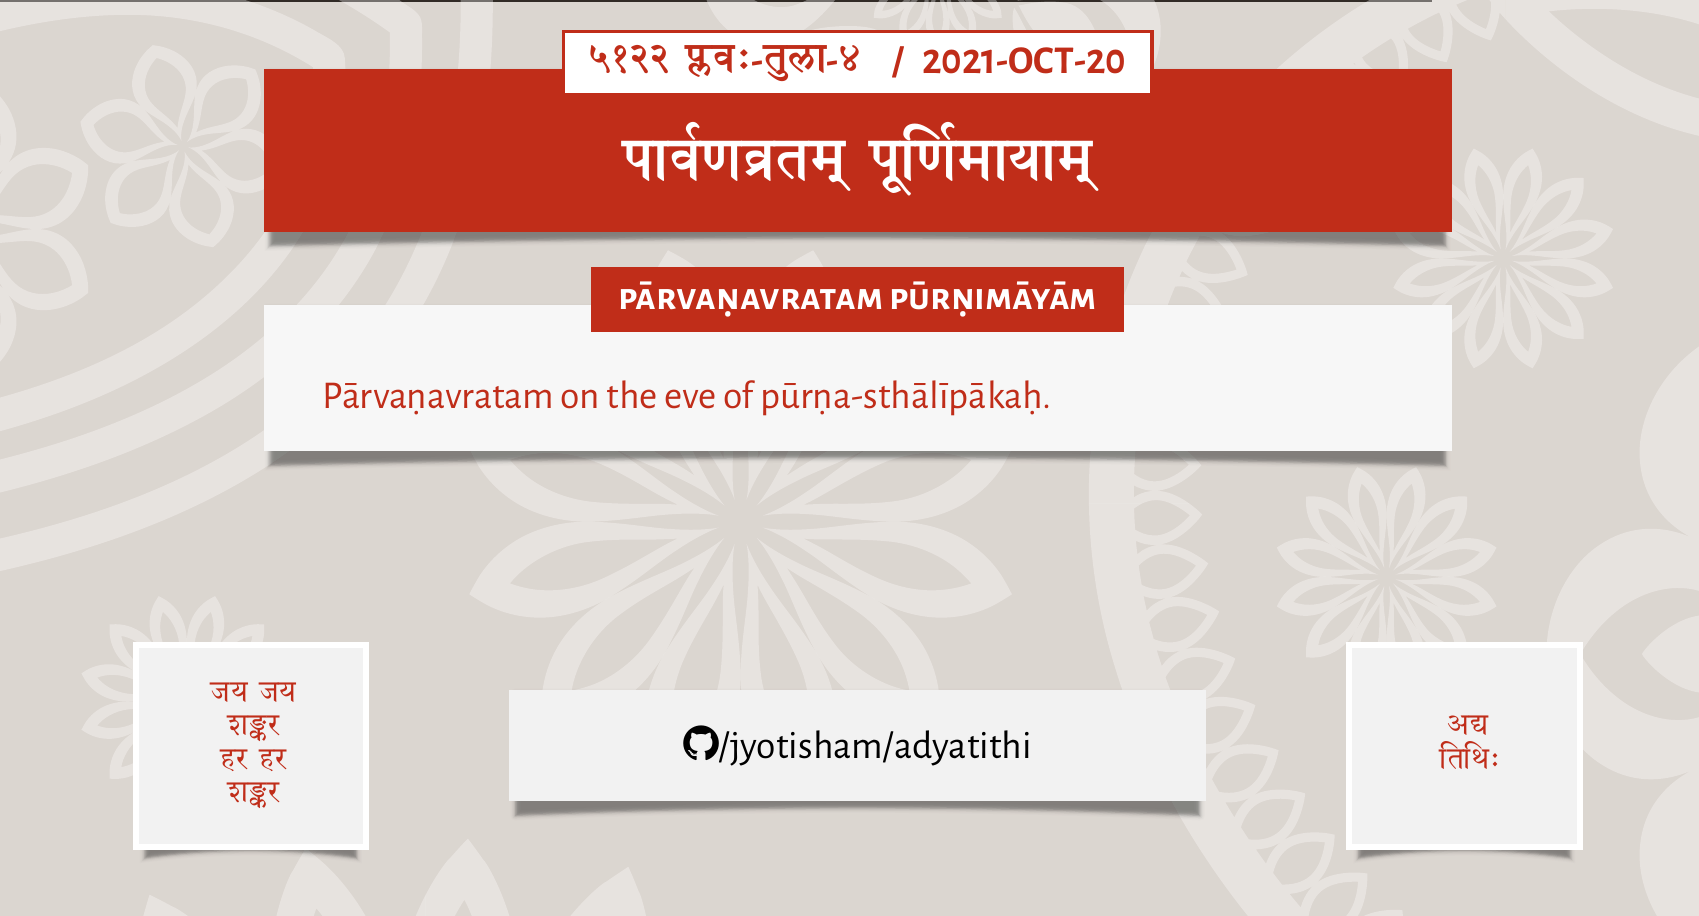 ५१२२ प्लवः-तुला-४ / 2021-OCT-20
पार्वणव्रतम् पूर्णिमायाम्
PĀRVAṆAVRATAM PŪRṆIMĀYĀM
Pārvaṇavratam on the eve of pūrṇa-sthālīpākaḥ.
जय जय
शङ्कर
हर हर
शङ्कर
/jyotisham/adyatithi
अद्य
तिथिः